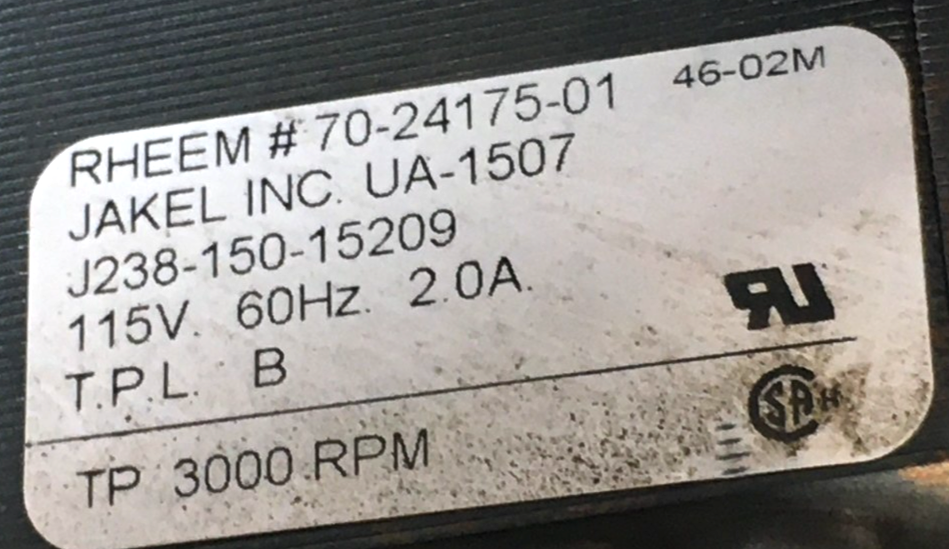 RHEEM # 70-24175-01 46-02M
JAKEL INC. UA-1507
J238-150-15209
115V. 60Hz. 2.0A.
T.P.L. B
TP 3000 RPM